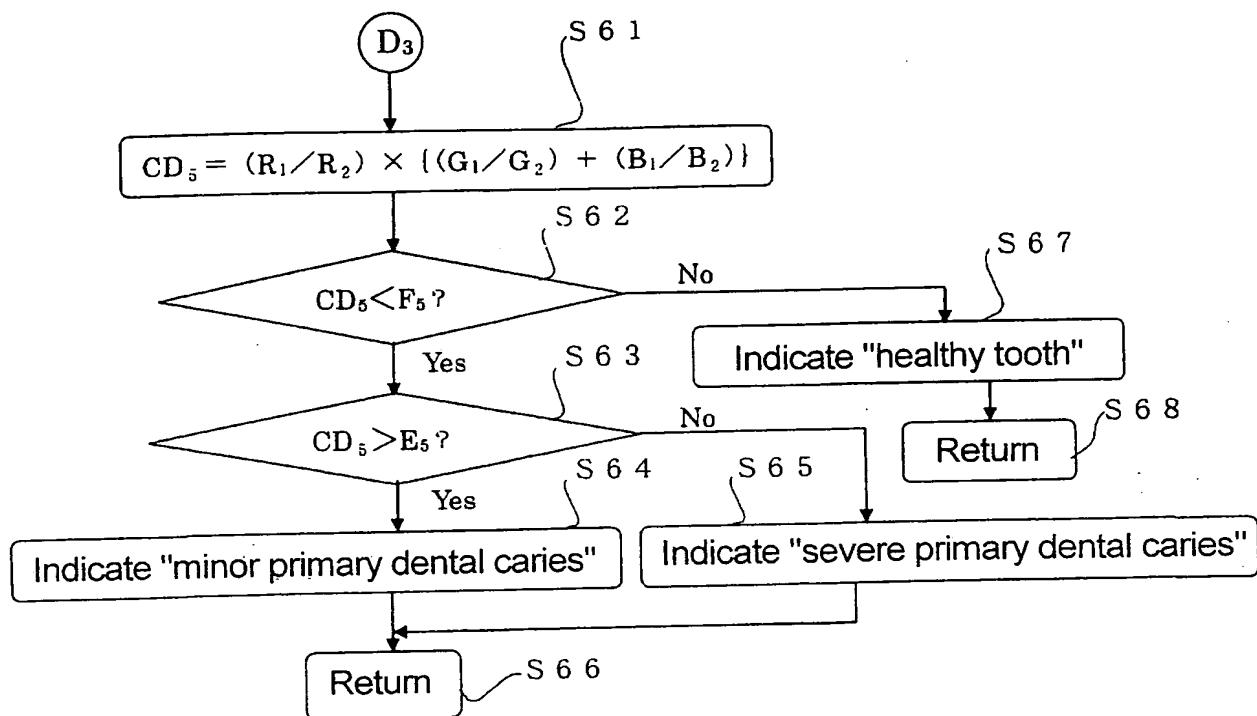 D₃
S61
CD₅ = (R₁/R₂) × {(G₁/G₂) + (B₁/B₂)}
S62
CD₅<F₅?
No
S67
Indicate "healthy tooth"
Yes
S63
CD₅>E₅?
No
S68
Return
Yes
S64
S65
Indicate "minor primary dental caries"
Indicate "severe primary dental caries"
Return
S66